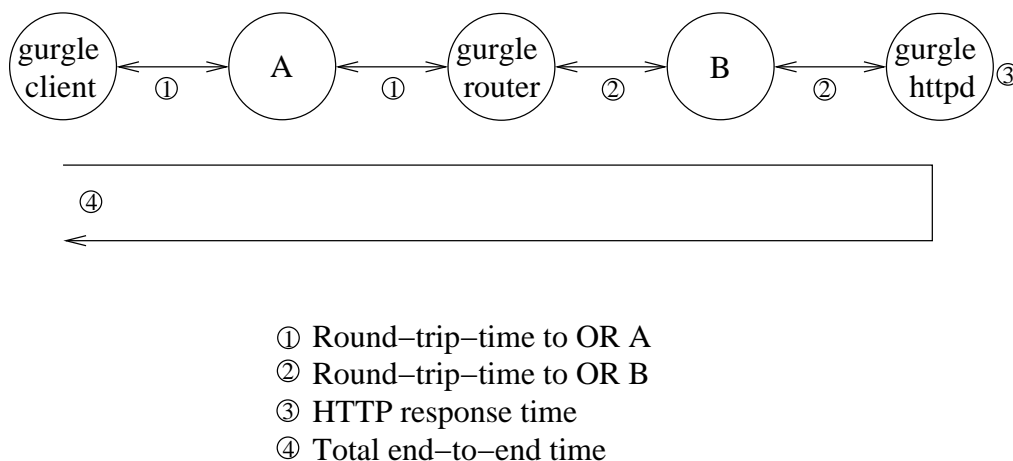 gurgle client
A
gurgle router
B
gurgle httpd
①
①
②
②
③
④
① Round−trip−time to OR A
② Round−trip−time to OR B
③ HTTP response time
④ Total end−to−end time